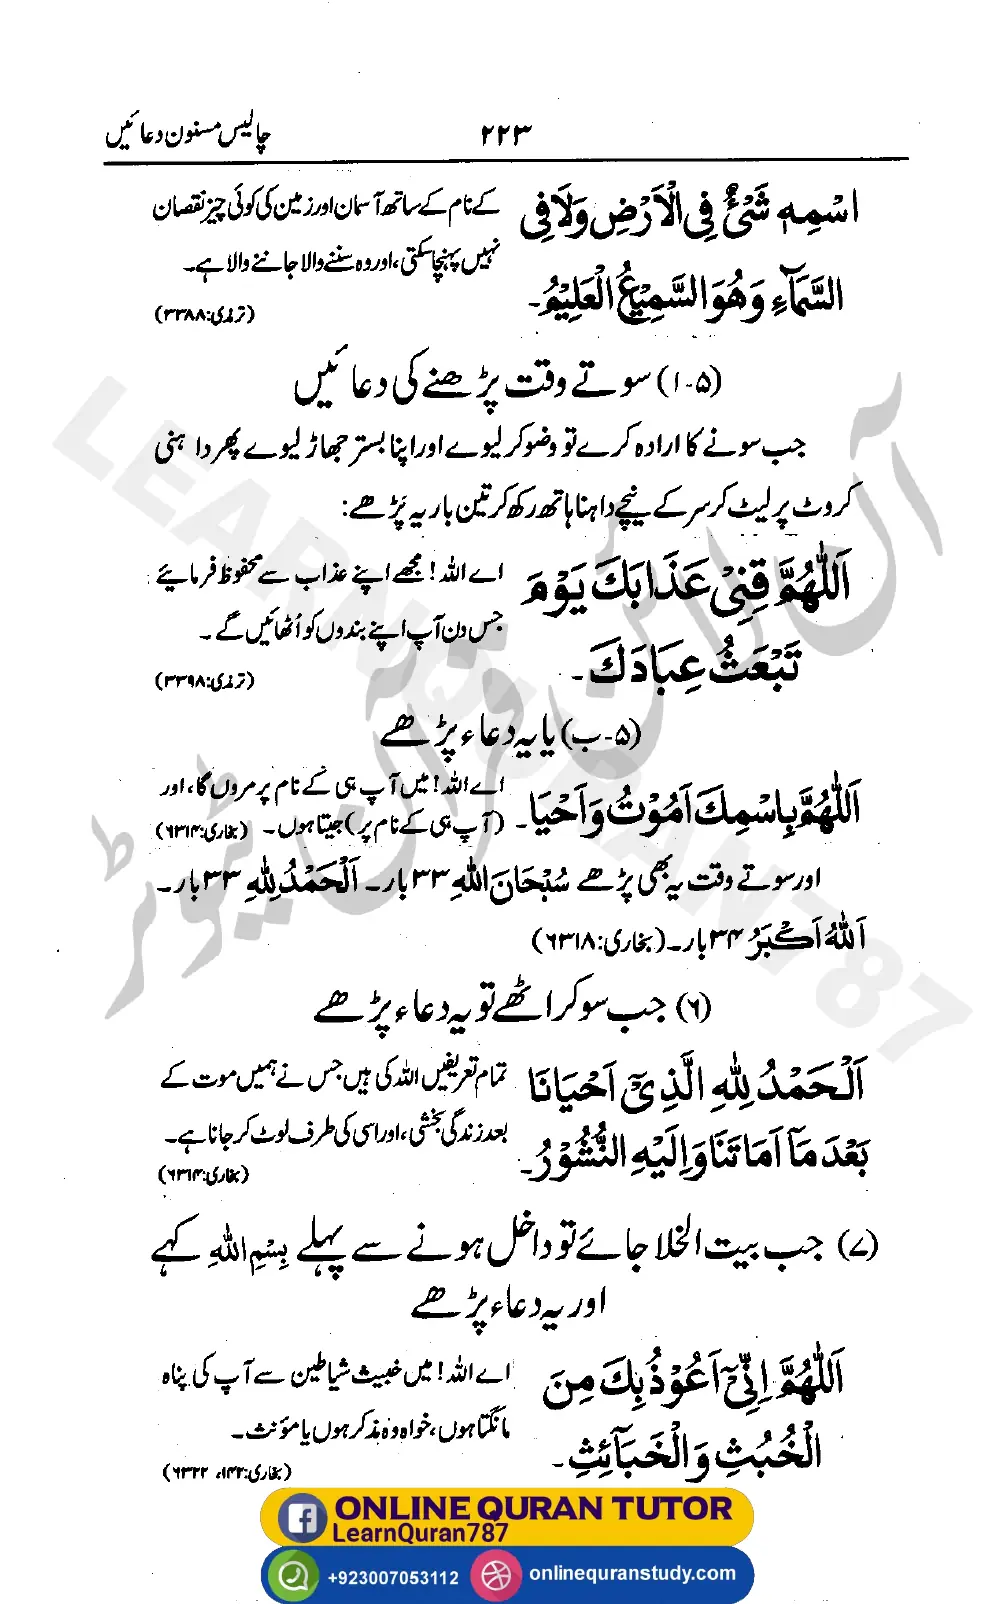 چالیس مسنون دعائیں
۲۲۳
اسْمِهٖ شَیْءٌ فِی الْاَرْضِ وَلَا فِی
السَّمَآءِ وَهُوَ السَّمِیْعُ الْعَلِیْمُ۔
کے نام کے ساتھ آسمان اور زمین کی کوئی چیز نقصان
نہیں پہنچا سکتی، اور وہ سننے والا جاننے والا ہے۔
(ترمذی: ۳۳۸۸)
(۵-۱) سوتے وقت پڑھنے کی دعائیں
جب سونے کا ارادہ کرے تو وضو کر لیوے اور اپنا بستر جھاڑ لیوے پھر داہنی
کروٹ پر لیٹ کر سر کے نیچے داہنا ہاتھ رکھ کر تین بار یہ پڑھے:
اَللّٰهُمَّ قِنِیْ عَذَابَكَ یَوْمَ
تَبْعَثُ عِبَادَكَ۔
اے اللہ! مجھے اپنے عذاب سے محفوظ فرمائیے
جس دن آپ اپنے بندوں کو اُٹھائیں گے۔
(ترمذی: ۳۳۹۸)
(۵-ب) یا یہ دعاء پڑھے
اَللّٰهُمَّ بِاسْمِكَ اَمُوْتُ وَاَحْیَا۔
اے اللہ! میں آپ ہی کے نام پر مروں گا، اور
(آپ ہی کے نام پر) جیتا ہوں۔ (بخاری: ۶۳۱۴)
اور سوتے وقت یہ بھی پڑھے سُبْحَانَ اللهِ ۳۳ بار۔ اَلْحَمْدُ لِلّٰهِ ۳۳ بار۔
اَللهُ اَكْبَرُ ۳۴ بار۔ (بخاری: ۶۳۱۸)
(۶) جب سو کر اٹھے تو یہ دعاء پڑھے
اَلْحَمْدُ لِلّٰهِ الَّذِیْٓ اَحْیَانَا
بَعْدَ مَآ اَمَاتَنَا وَاِلَیْهِ النُّشُوْرُ۔
تمام تعریفیں اللہ کی ہیں جس نے ہمیں موت کے
بعد زندگی بخشی، اور اسی کی طرف لوٹ کر جانا ہے۔
(بخاری: ۶۳۱۴)
(۷) جب بیت الخلا جائے تو داخل ہونے سے پہلے بِسْمِ اللهِ کہے
اور یہ دعاء پڑھے
اَللّٰهُمَّ اِنِّیْٓ اَعُوْذُ بِكَ مِنَ
الْخُبُثِ وَالْخَبَآئِثِ۔
اے اللہ! میں خبیث شیاطین سے آپ کی پناہ
مانگتا ہوں، خواہ وہ مذکر ہوں یا مؤنث۔
(بخاری: ۱۴۲، ۶۳۲۲)
آن لائن قرآن ٹیوٹر
LEARNQURAN787
ONLINE QURAN TUTOR
LearnQuran787
+923007053112
onlinequranstudy.com